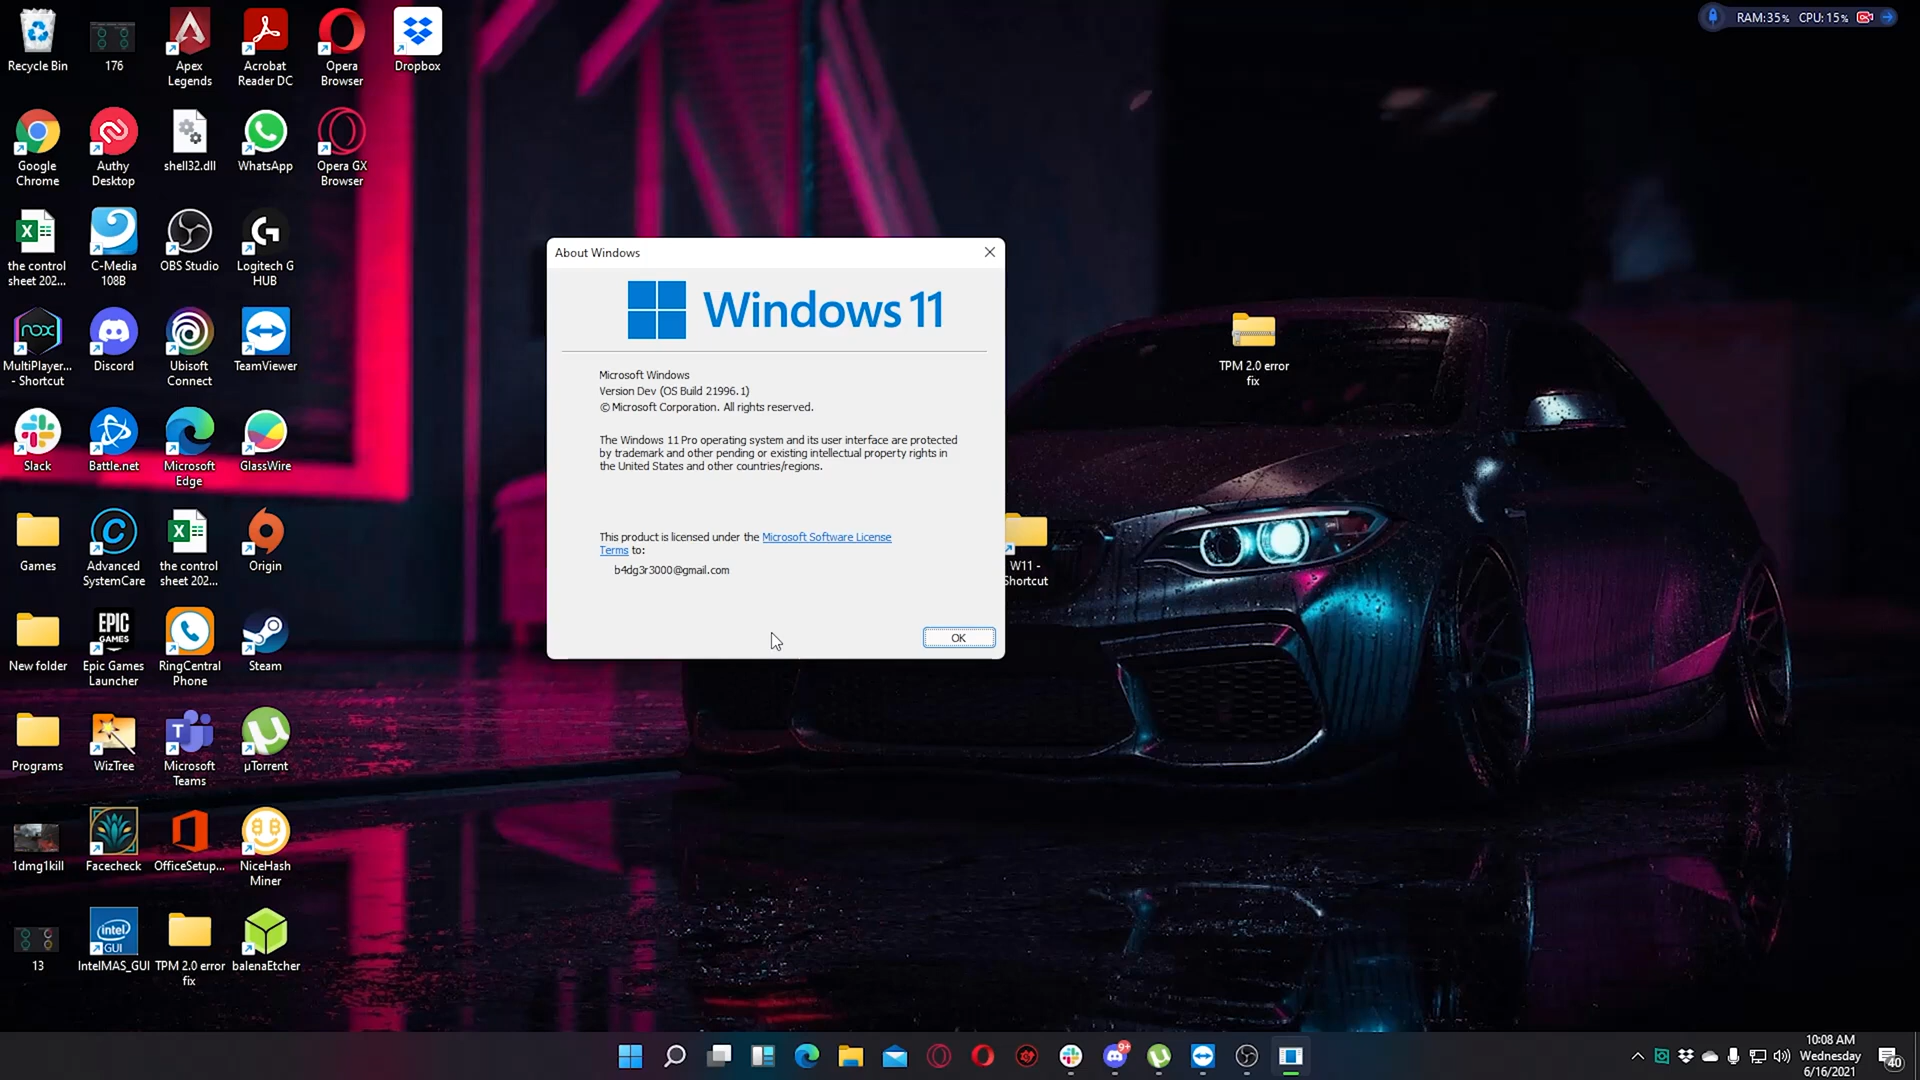 RAM:35% CPU:15%
Recycle Bin
176
Apex
Legends
Acrobat
Reader DC
Opera
Browser
Dropbox
Google
Chrome
Authy
Desktop
shell32.dll
WhatsApp
Opera GX
Browser
the control
sheet 202...
C-Media
108B
OBS Studio
Logitech G
HUB
nox
MultiPlayer...
- Shortcut
Discord
Ubisoft
Connect
TeamViewer
Slack
Battle.net
Microsoft
Edge
GlassWire
Games
Advanced
SystemCare
the control
sheet 202...
Origin
New folder
EPIC
GAMES
Epic Games
Launcher
RingCentral
Phone
Steam
Programs
WizTree
Microsoft
Teams
µTorrent
1dmg1kill
Facecheck
OfficeSetup...
NiceHash
Miner
13
intel
GUI
IntelMAS_GUI
TPM 2.0 error
fix
balenaEtcher
About Windows
Windows 11
Microsoft Windows
Version Dev (OS Build 21996.1)
© Microsoft Corporation. All rights reserved.
The Windows 11 Pro operating system and its user interface are protected
by trademark and other pending or existing intellectual property rights in
the United States and other countries/regions.
This product is licensed under the Microsoft Software License
Terms to:
b4dg3r3000@gmail.com
OK
TPM 2.0 error
fix
W11 -
Shortcut
9+
10:08 AM
Wednesday
6/16/2021
40